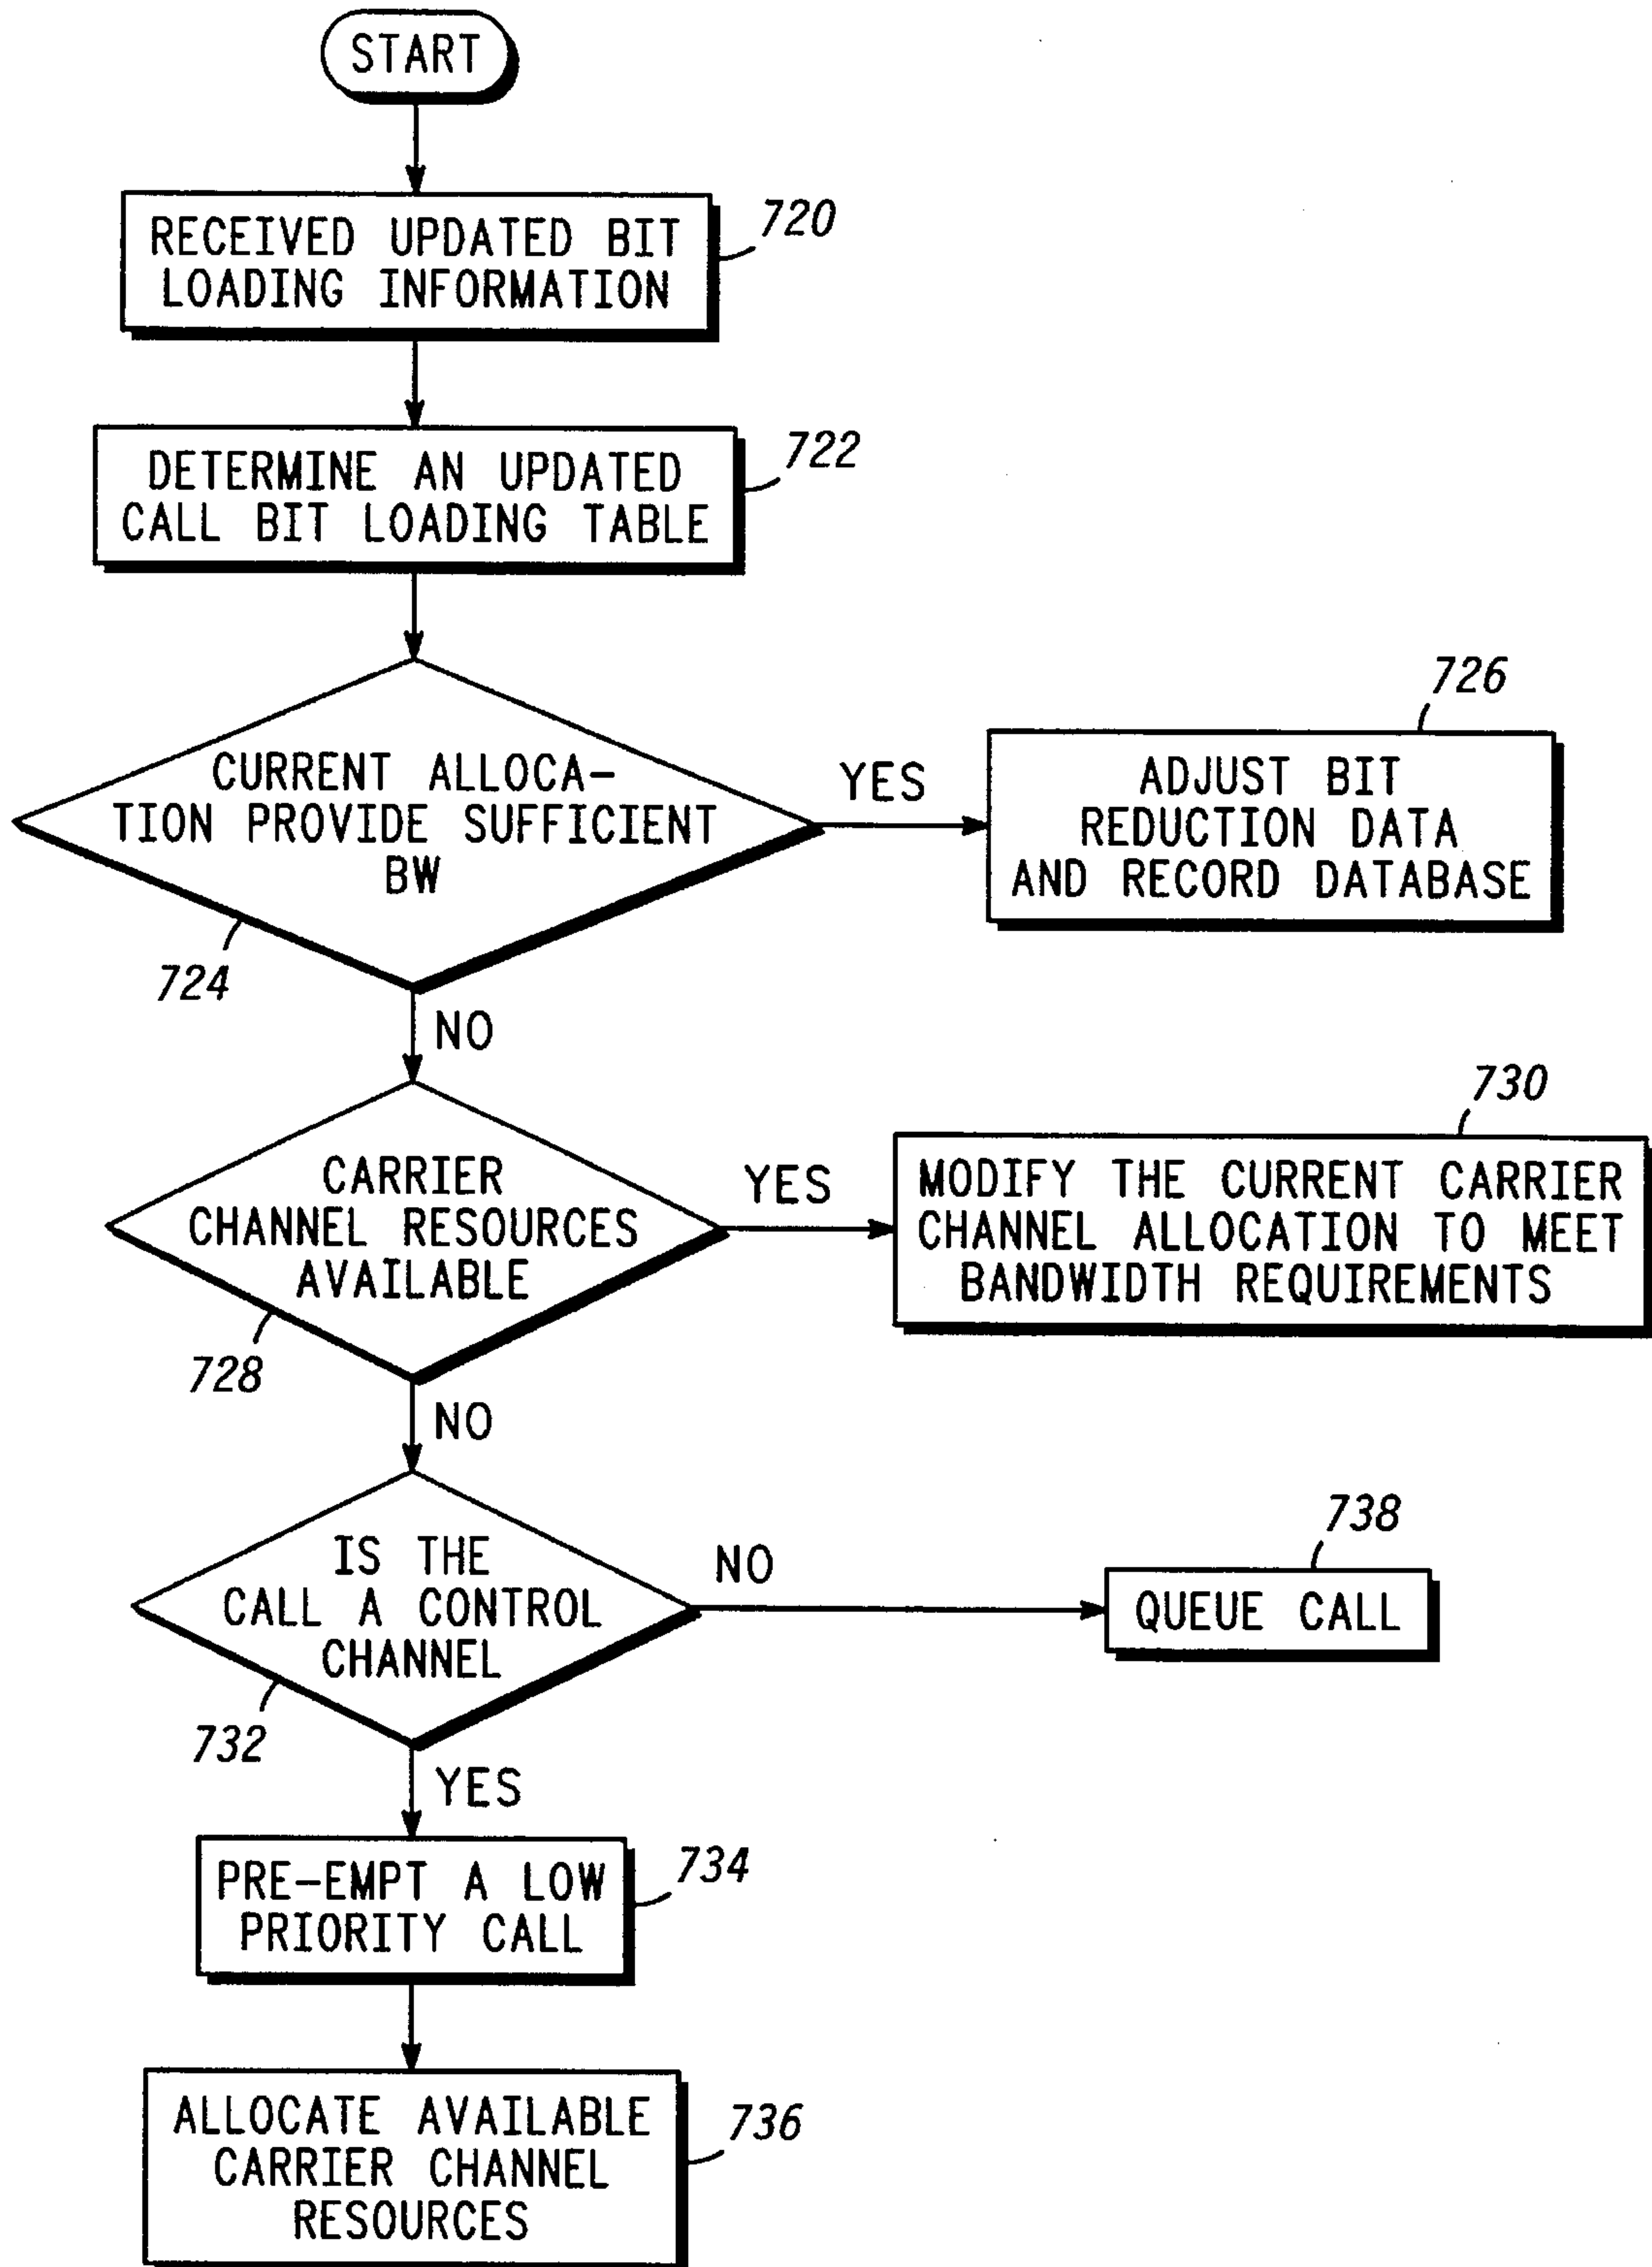 START
RECEIVED UPDATED BIT
LOADING INFORMATION
720
DETERMINE AN UPDATED
CALL BIT LOADING TABLE
722
CURRENT ALLOCA-
TION PROVIDE SUFFICIENT
BW
724
YES
726
ADJUST BIT
REDUCTION DATA
AND RECORD DATABASE
NO
CARRIER
CHANNEL RESOURCES
AVAILABLE
728
YES
730
MODIFY THE CURRENT CARRIER
CHANNEL ALLOCATION TO MEET
BANDWIDTH REQUIREMENTS
NO
IS THE
CALL A CONTROL
CHANNEL
732
NO
738
QUEUE CALL
YES
PRE-EMPT A LOW
PRIORITY CALL
734
ALLOCATE AVAILABLE
CARRIER CHANNEL
RESOURCES
736